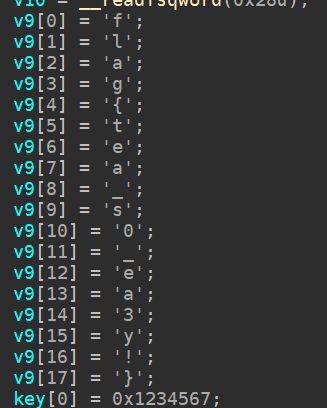 v10 = __readfsqword(0x28u);
v9[0] = 'f';
v9[1] = 'l';
v9[2] = 'a';
v9[3] = 'g';
v9[4] = '{';
v9[5] = 't';
v9[6] = 'e';
v9[7] = 'a';
v9[8] = '_';
v9[9] = 's';
v9[10] = '0';
v9[11] = '_';
v9[12] = 'e';
v9[13] = 'a';
v9[14] = '3';
v9[15] = 'y';
v9[16] = '!';
v9[17] = '}';
key[0] = 0x1234567;